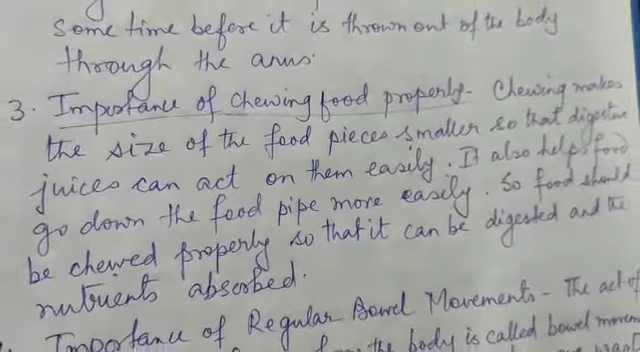 some time before it is thrown out of the body
through the anus.
3. Importance of Chewing food properly - Chewing makes
the size of the food pieces smaller so that digestive
juices can act on them easily. It also helps food
go down the food pipe more easily. So food should
be chewed properly so that it can be digested and the
nutrients absorbed.
Importance of Regular Bowel Movements - The act of
the body is called bowel movem